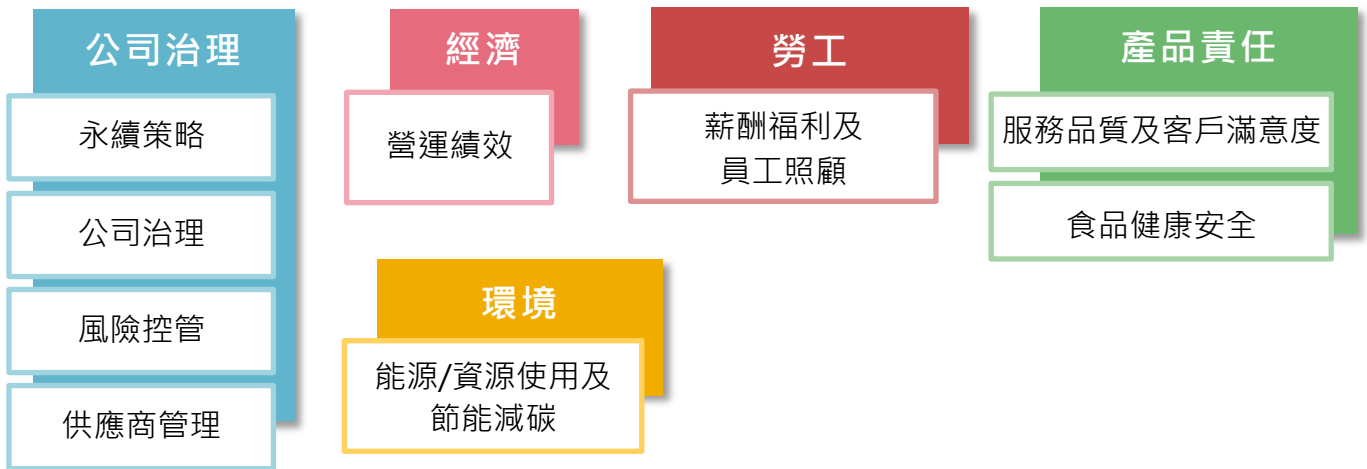 公司治理
永續策略
公司治理
風險控管
供應商管理
經濟
營運績效
環境
能源/資源使用及
節能減碳
勞工
薪酬福利及
員工照顧
產品責任
服務品質及客戶滿意度
食品健康安全